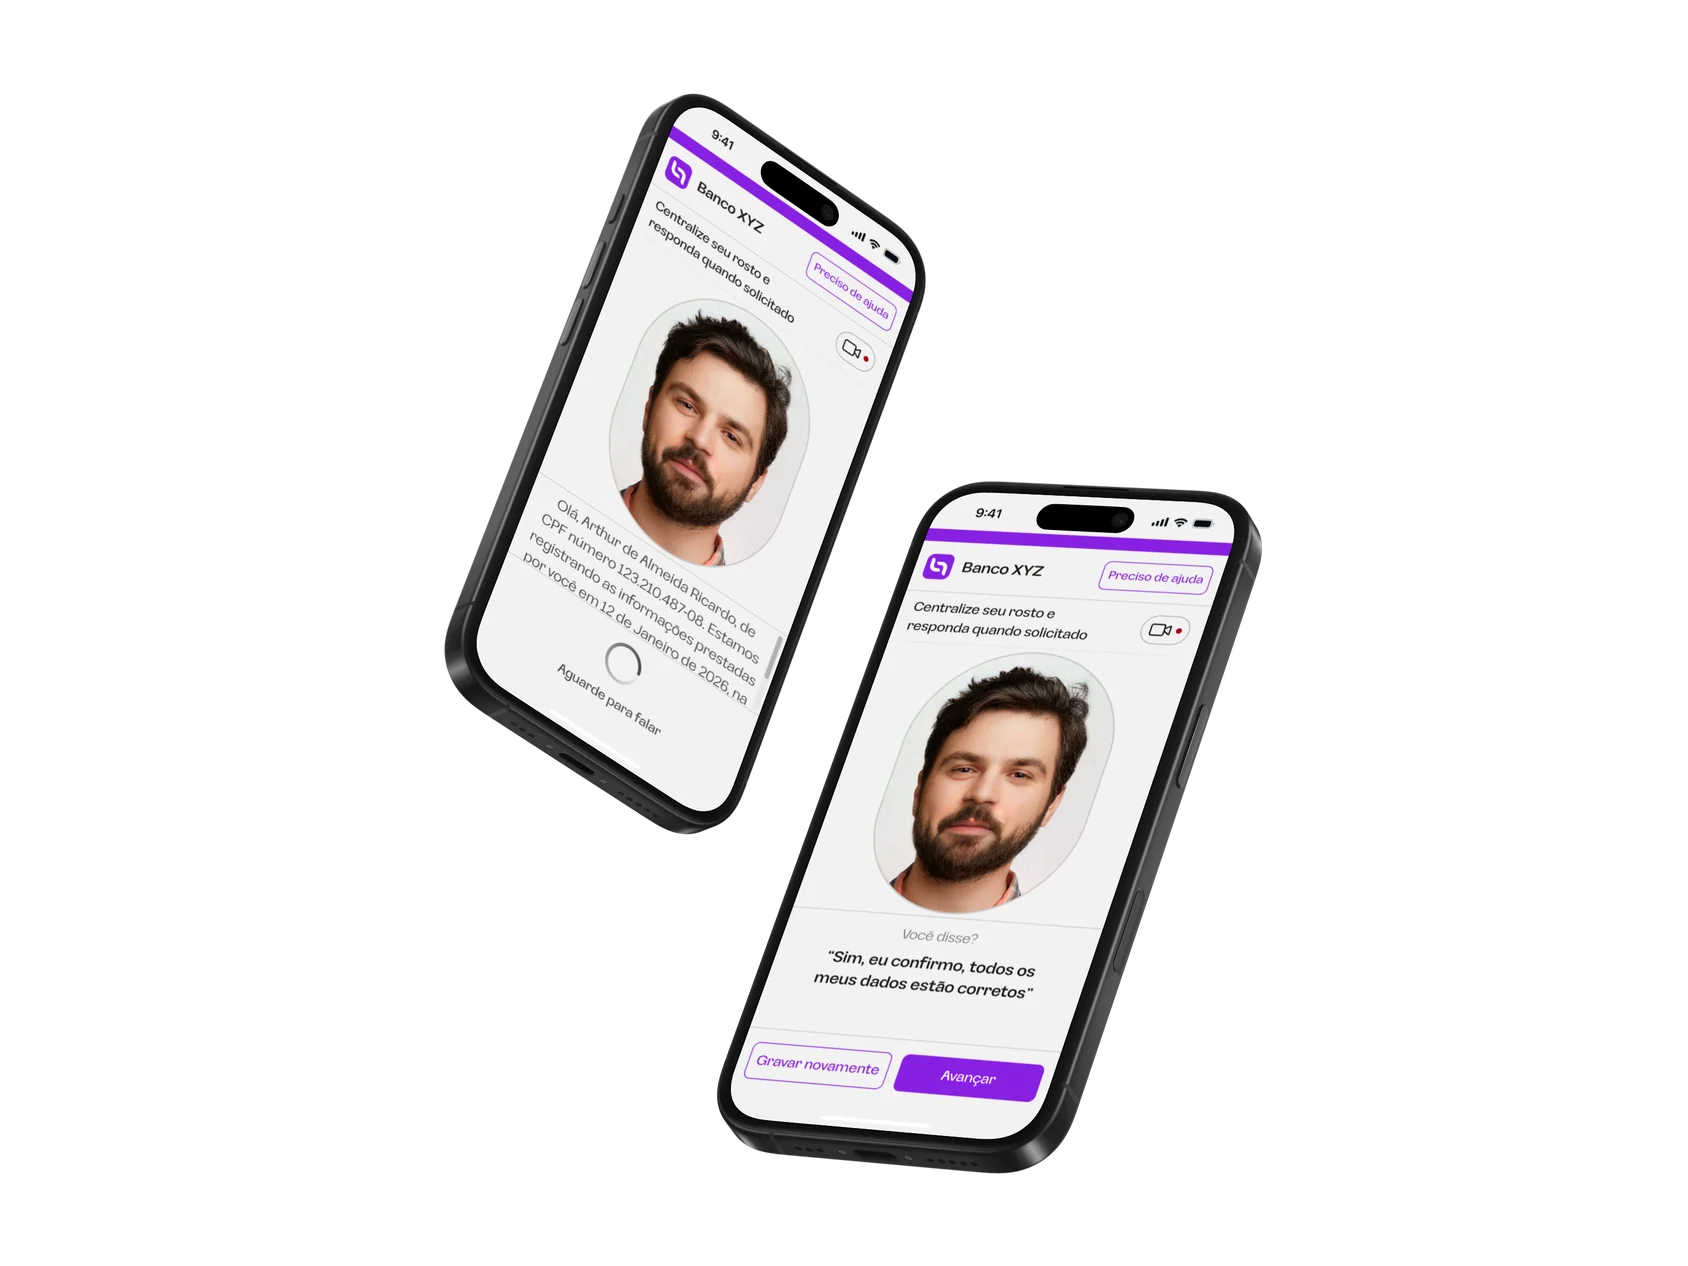 9:41
Banco XYZ
Preciso de ajuda
Centralize seu rosto e
responda quando solicitado
Olá, Arthur de Almeida Ricardo, de
CPF número 123.210.487-08. Estamos
registrando as informações prestadas
por você em 12 de Janeiro de 2026, na
Aguarde para falar
9:41
Banco XYZ
Preciso de ajuda
Centralize seu rosto e
responda quando solicitado
Você disse?
“Sim, eu confirmo, todos os
meus dados estão corretos”
Gravar novamente
Avançar